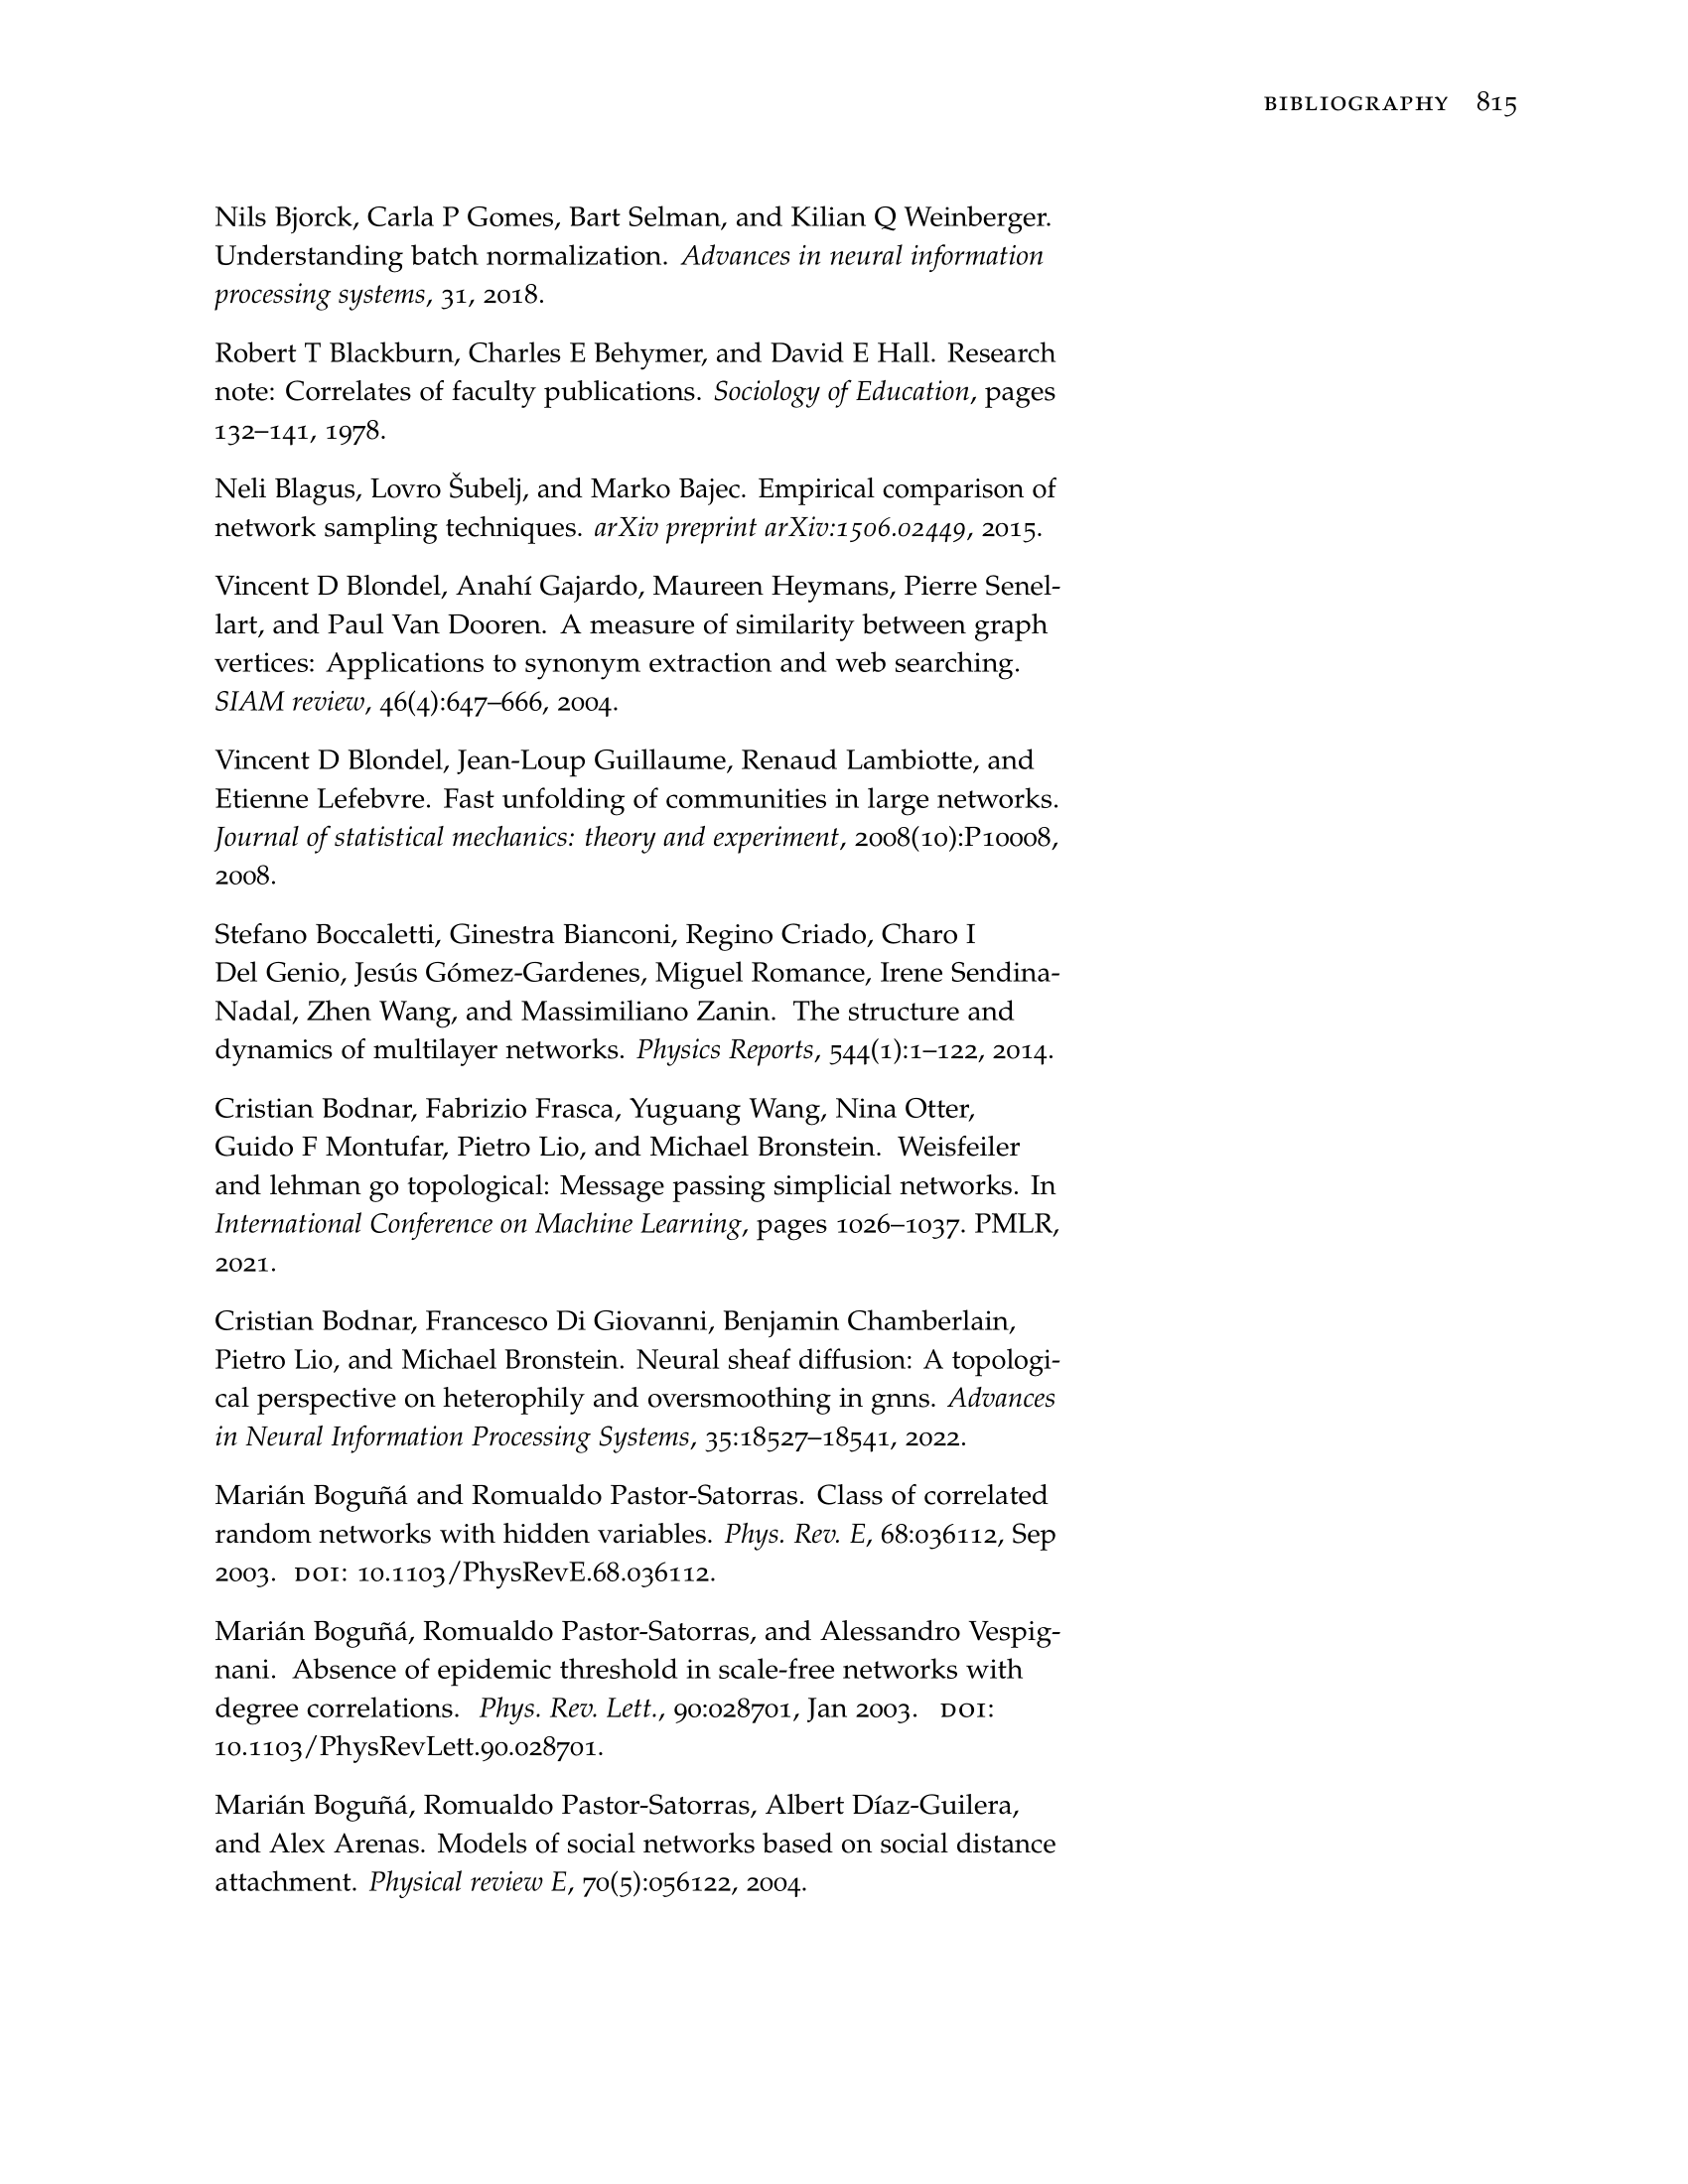 BIBLIOGRAPHY 815
Nils Bjorck, Carla P Gomes, Bart Selman, and Kilian Q Weinberger.
Understanding batch normalization. Advances in neural information
processing systems, 31, 2018.
Robert T Blackburn, Charles E Behymer, and David E Hall. Research
note: Correlates of faculty publications. Sociology of Education, pages
132–141, 1978.
Neli Blagus, Lovro Šubelj, and Marko Bajec. Empirical comparison of
network sampling techniques. arXiv preprint arXiv:1506.02449, 2015.
Vincent D Blondel, Anahí Gajardo, Maureen Heymans, Pierre Senel-
lart, and Paul Van Dooren. A measure of similarity between graph
vertices: Applications to synonym extraction and web searching.
SIAM review, 46(4):647–666, 2004.
Vincent D Blondel, Jean-Loup Guillaume, Renaud Lambiotte, and
Etienne Lefebvre. Fast unfolding of communities in large networks.
Journal of statistical mechanics: theory and experiment, 2008(10):P10008,
2008.
Stefano Boccaletti, Ginestra Bianconi, Regino Criado, Charo I
Del Genio, Jesús Gómez-Gardenes, Miguel Romance, Irene Sendina-
Nadal, Zhen Wang, and Massimiliano Zanin. The structure and
dynamics of multilayer networks. Physics Reports, 544(1):1–122, 2014.
Cristian Bodnar, Fabrizio Frasca, Yuguang Wang, Nina Otter,
Guido F Montufar, Pietro Lio, and Michael Bronstein. Weisfeiler
and lehman go topological: Message passing simplicial networks. In
International Conference on Machine Learning, pages 1026–1037. PMLR,
2021.
Cristian Bodnar, Francesco Di Giovanni, Benjamin Chamberlain,
Pietro Lio, and Michael Bronstein. Neural sheaf diffusion: A topologi-
cal perspective on heterophily and oversmoothing in gnns. Advances
in Neural Information Processing Systems, 35:18527–18541, 2022.
Marián Boguñá and Romualdo Pastor-Satorras. Class of correlated
random networks with hidden variables. Phys. Rev. E, 68:036112, Sep
2003. DOI: 10.1103/PhysRevE.68.036112.
Marián Boguñá, Romualdo Pastor-Satorras, and Alessandro Vespig-
nani. Absence of epidemic threshold in scale-free networks with
degree correlations. Phys. Rev. Lett., 90:028701, Jan 2003. DOI:
10.1103/PhysRevLett.90.028701.
Marián Boguñá, Romualdo Pastor-Satorras, Albert Díaz-Guilera,
and Alex Arenas. Models of social networks based on social distance
attachment. Physical review E, 70(5):056122, 2004.